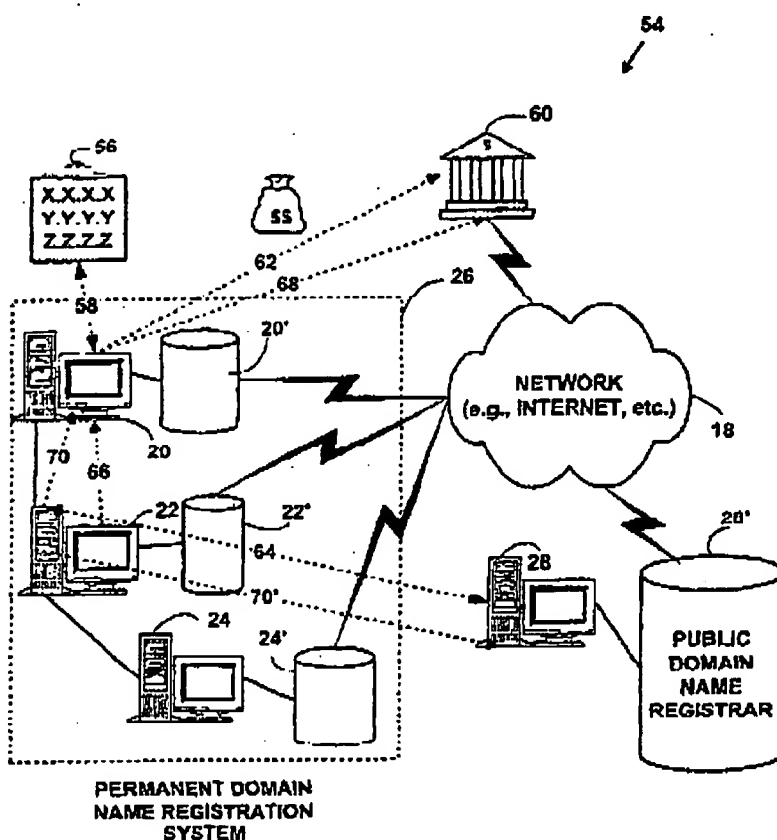 54
60
56
X.X.X.X
Y.Y.Y.Y
Z.Z.Z.Z
$
$$
62
68
58
26
20'
NETWORK
(e.g., INTERNET, etc.)
18
20
70
66
22
22'
64
28
28'
70'
24
24'
PUBLIC
DOMAIN
NAME
REGISTRAR
PERMANENT DOMAIN
NAME REGISTRATION
SYSTEM